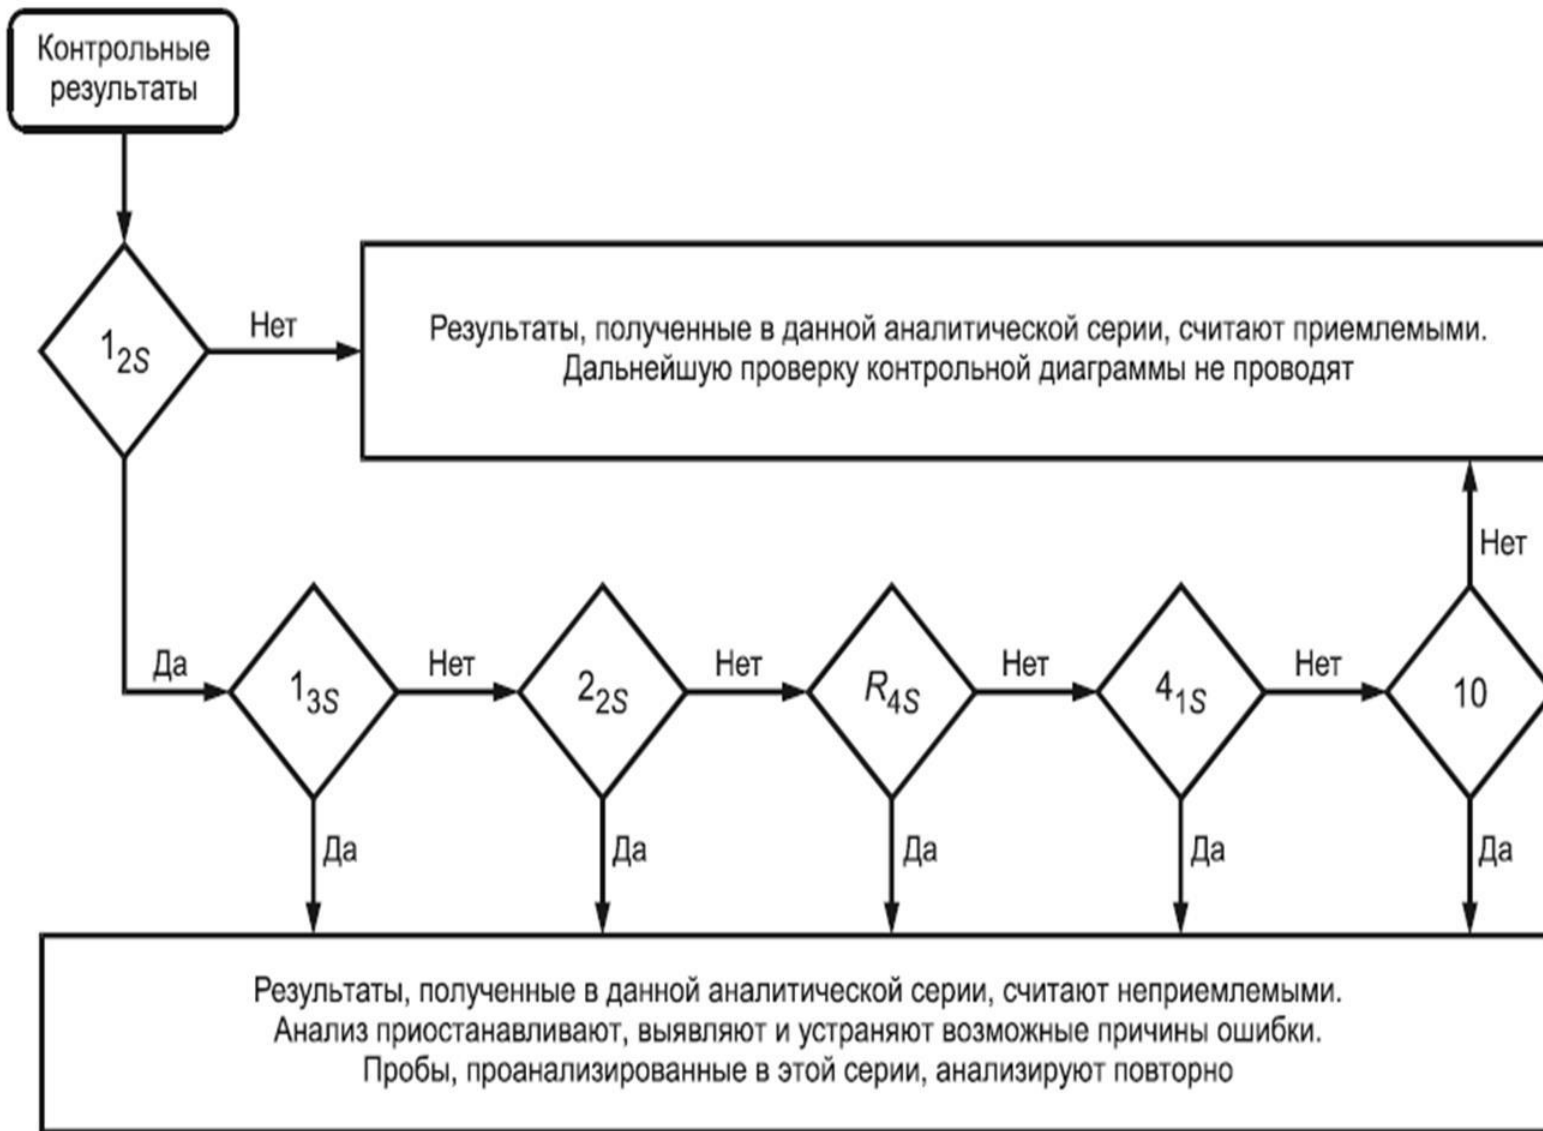 Контрольные
результаты
1₂S
Нет
Результаты, полученные в данной аналитической серии, считают приемлемыми.
Дальнейшую проверку контрольной диаграммы не проводят
Нет
Да
1₃S
Нет
2₂S
Нет
R₄S
Нет
4₁S
Нет
10
Да
Да
Да
Да
Да
Результаты, полученные в данной аналитической серии, считают неприемлемыми.
Анализ приостанавливают, выявляют и устраняют возможные причины ошибки.
Пробы, проанализированные в этой серии, анализируют повторно